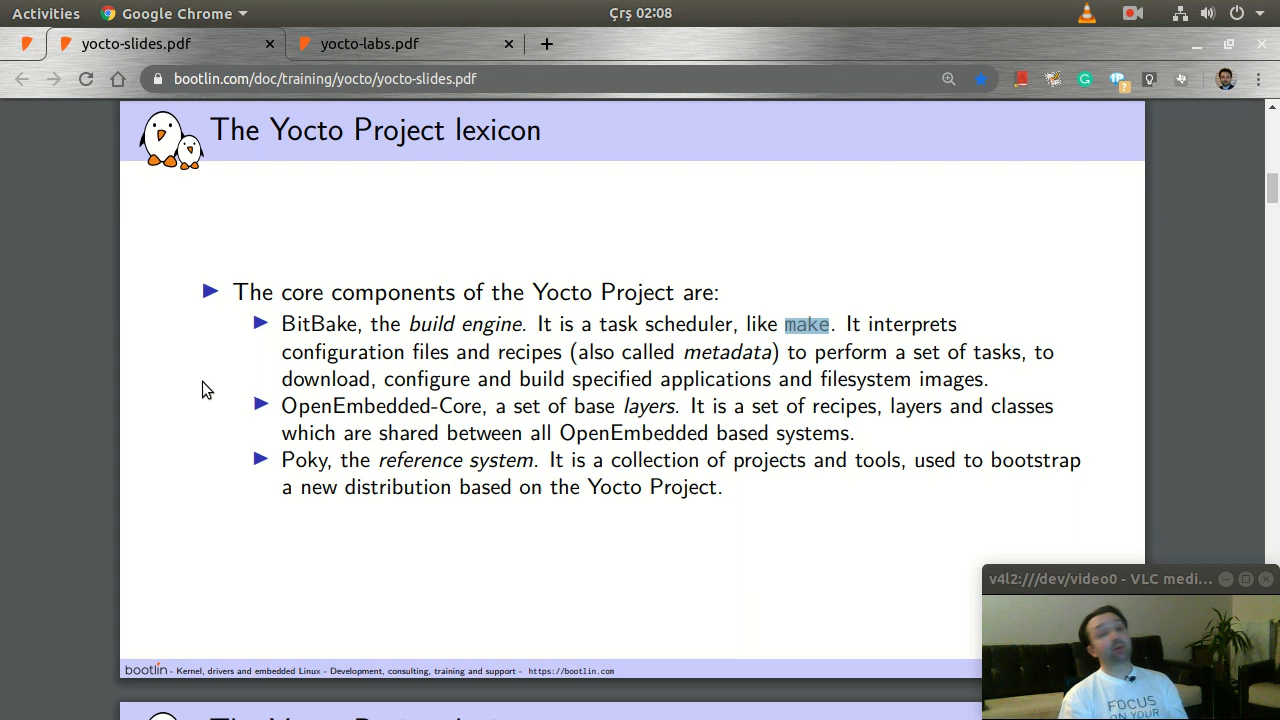 Activities Google Chrome Çrş 02:08
yocto-slides.pdf yocto-labs.pdf
bootlin.com/doc/training/yocto/yocto-slides.pdf
The Yocto Project lexicon
The core components of the Yocto Project are:
BitBake, the build engine. It is a task scheduler, like make. It interprets
configuration files and recipes (also called metadata) to perform a set of tasks, to
download, configure and build specified applications and filesystem images.
OpenEmbedded-Core, a set of base layers. It is a set of recipes, layers and classes
which are shared between all OpenEmbedded based systems.
Poky, the reference system. It is a collection of projects and tools, used to bootstrap
a new distribution based on the Yocto Project.
v4l2:///dev/video0 - VLC medi...
FOCUS
ON YOUR
bootlin - Kernel, drivers and embedded Linux - Development, consulting, training and support - https://bootlin.com